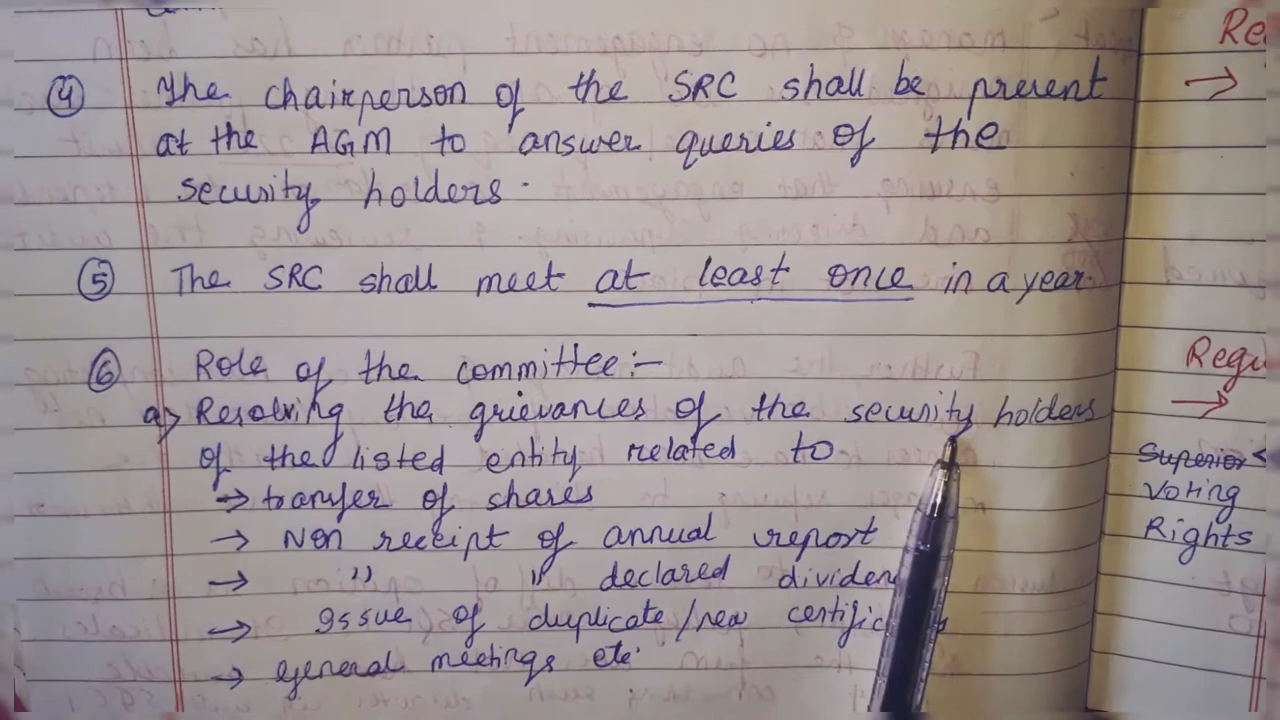 ④ The chairperson of the SRC shall be present
at the AGM to answer queries of the
security holders.
⑤ The SRC shall meet at least once in a year.
⑥ Role of the committee:-
a) Resolving the grievances of the security holders
of the listed entity related to
→ transfer of shares
→ Non receipt of annual report
→ " " declared dividen
→ issue of duplicate/new certific
→ general meetings etc.
Re
→
Regu
→
Superior
Voting
Rights